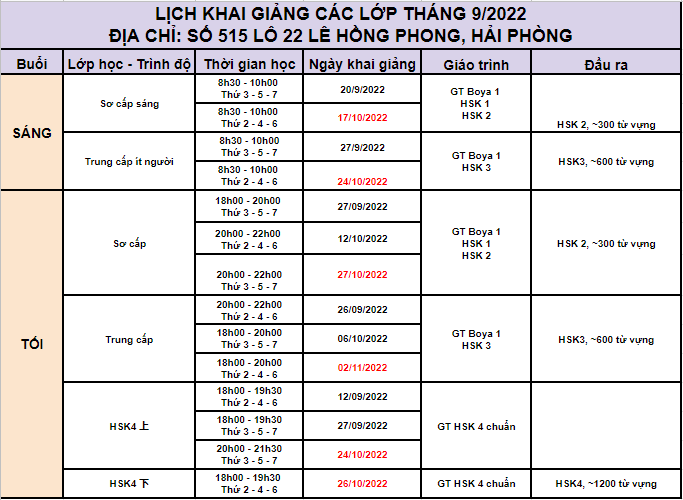 LỊCH KHAI GIẢNG CÁC LỚP THÁNG 9/2022
ĐỊA CHỈ: SỐ 515 LÔ 22 LÊ HỒNG PHONG, HẢI PHÒNG
Buổi Lớp học - Trình độ Thời gian học Ngày khai giảng Giáo trình Đầu ra
SÁNG
Sơ cấp sáng
8h30 - 10h00
Thứ 3 - 5 - 7
20/9/2022
8h30 - 10h00
Thứ 2 - 4 - 6
17/10/2022
GT Boya 1
HSK 1
HSK 2
HSK 2, ~300 từ vựng
Trung cấp ít người
8h30 - 10h00
Thứ 3 - 5 - 7
27/9/2022
8h30 - 10h00
Thứ 2 - 4 - 6
24/10/2022
GT Boya 1
HSK 3
HSK3, ~600 từ vựng
TỐI
Sơ cấp
18h00 - 20h00
Thứ 3 - 5 - 7
27/09/2022
20h00 - 22h00
Thứ 2 - 4 - 6
12/10/2022
20h00 - 22h00
Thứ 3 - 5 - 7
27/10/2022
GT Boya 1
HSK 1
HSK 2
HSK 2, ~300 từ vựng
Trung cấp
20h00 - 22h00
Thứ 2 - 4 - 6
26/09/2022
18h00 - 20h00
Thứ 3 - 5 - 7
06/10/2022
18h00 - 20h00
Thứ 2 - 4 - 6
02/11/2022
GT Boya 1
HSK 3
HSK3, ~600 từ vựng
HSK4 上
18h00 - 19h30
Thứ 2 - 4 - 6
12/09/2022
18h00 - 19h30
Thứ 3 - 5 - 7
27/09/2022
20h00 - 21h30
Thứ 3 - 5 - 7
24/10/2022
GT HSK 4 chuẩn
HSK4 下
18h00 - 19h30
Thứ 2 - 4 - 6
26/10/2022
GT HSK 4 chuẩn
HSK4, ~1200 từ vựng